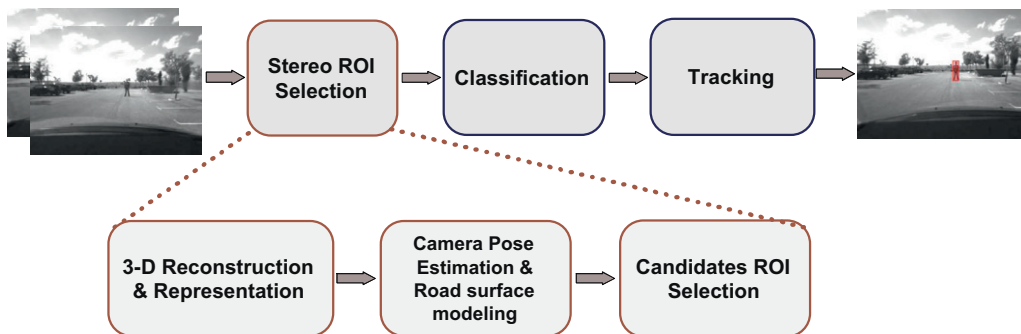 Stereo ROI
Selection
Classification
Tracking
3-D Reconstruction
& Representation
Camera Pose
Estimation &
Road surface
modeling
Candidates ROI
Selection